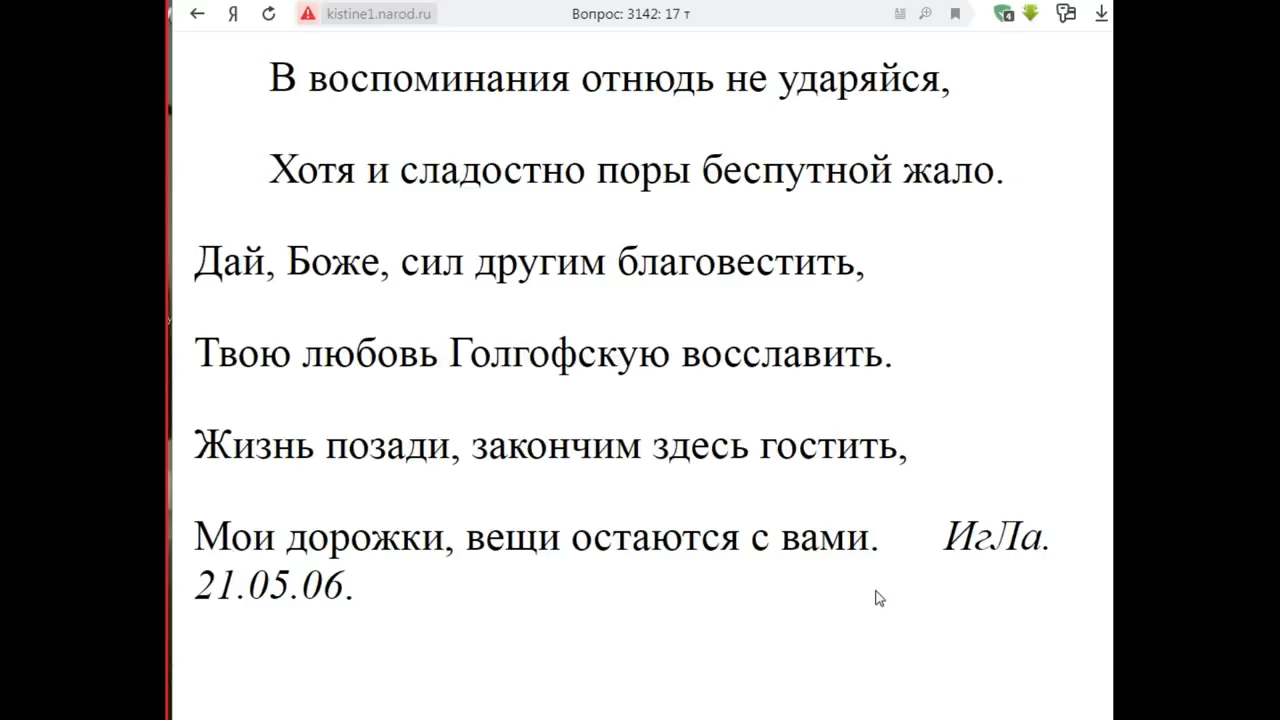 kistine1.narod.ru
Вопрос: 3142: 17 т
В воспоминания отнюдь не ударяйся,
Хотя и сладостно поры беспутной жало.
Дай, Боже, сил другим благовестить,
Твою любовь Голгофскую восславить.
Жизнь позади, закончим здесь гостить,
Мои дорожки, вещи остаются с вами. ИгЛа.
21.05.06.